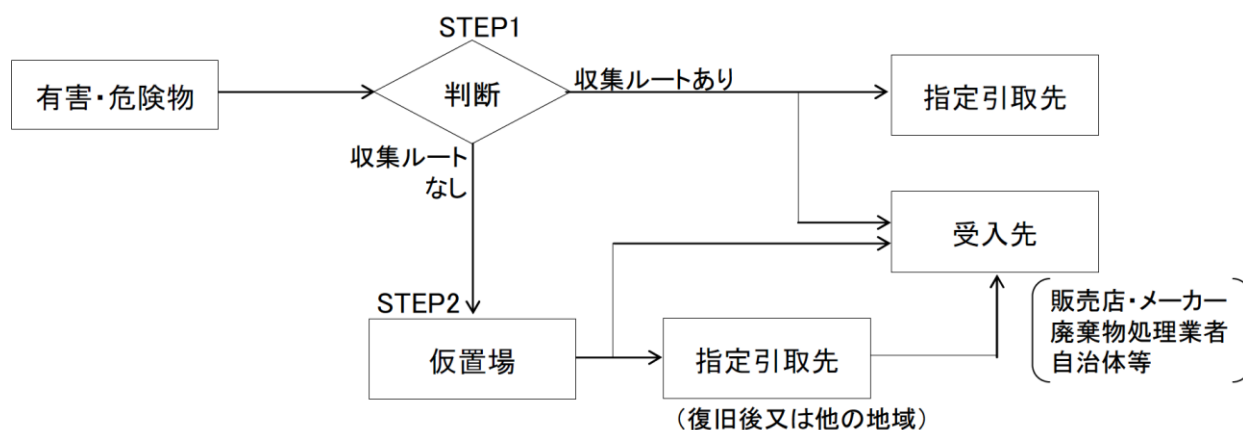 STEP1
有害・危険物
判断
収集ルートあり
指定引取先
収集ルート
なし
受入先
STEP2
仮置場
指定引取先
(復旧後又は他の地域)
販売店・メーカー
廃棄物処理業者
自治体等